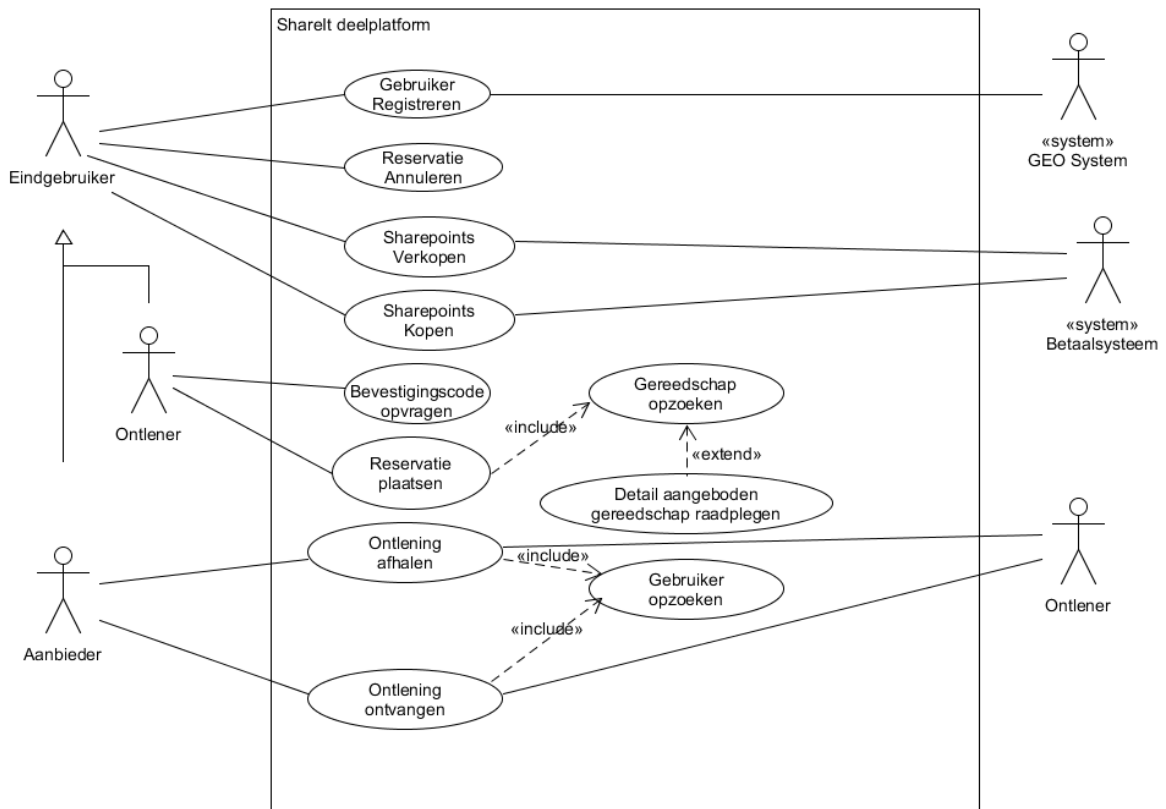 ShareIt deelplatform
Gebruiker
Registreren
«system»
GEO System
Eindgebruiker
Reservatie
Annuleren
Sharepoints
Verkopen
Sharepoints
Kopen
«system»
Betaalsysteem
Ontlener
Bevestigingscode
opvragen
Gereedschap
opzoeken
«include»
Reservatie
plaatsen
«extend»
Detail aangeboden
gereedschap raadplegen
Ontlening
afhalen
«include»
Gebruiker
opzoeken
Ontlener
«include»
Aanbieder
Ontlening
ontvangen